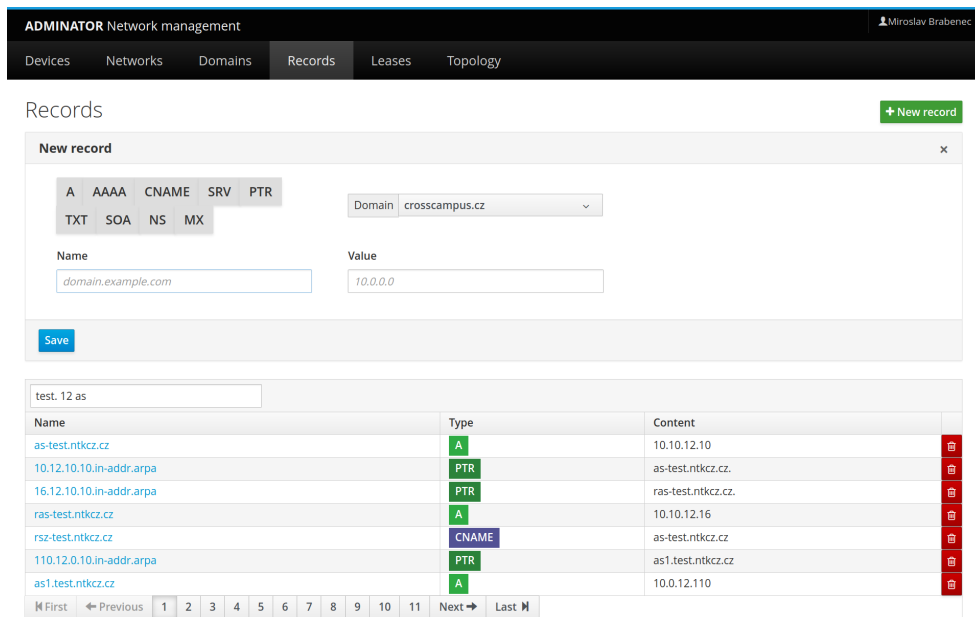 ADMINATOR Network management
Miroslav Brabenec
Devices Networks Domains Records Leases Topology
Records
New record
New record
×
A AAAA CNAME SRV PTR
TXT SOA NS MX
Domain crosscampus.cz
Name Value
domain.example.com 10.0.0.0
Save
test. 12 as
Name Type Content
as-test.ntkcz.cz A 10.10.12.10
10.12.10.10.in-addr.arpa PTR as-test.ntkcz.cz.
16.12.10.10.in-addr.arpa PTR ras-test.ntkcz.cz.
ras-test.ntkcz.cz A 10.10.12.16
rsz-test.ntkcz.cz CNAME as-test.ntkcz.cz
110.12.0.10.in-addr.arpa PTR as1.test.ntkcz.cz
as1.test.ntkcz.cz A 10.0.12.110
First Previous 1 2 3 4 5 6 7 8 9 10 11 Next Last